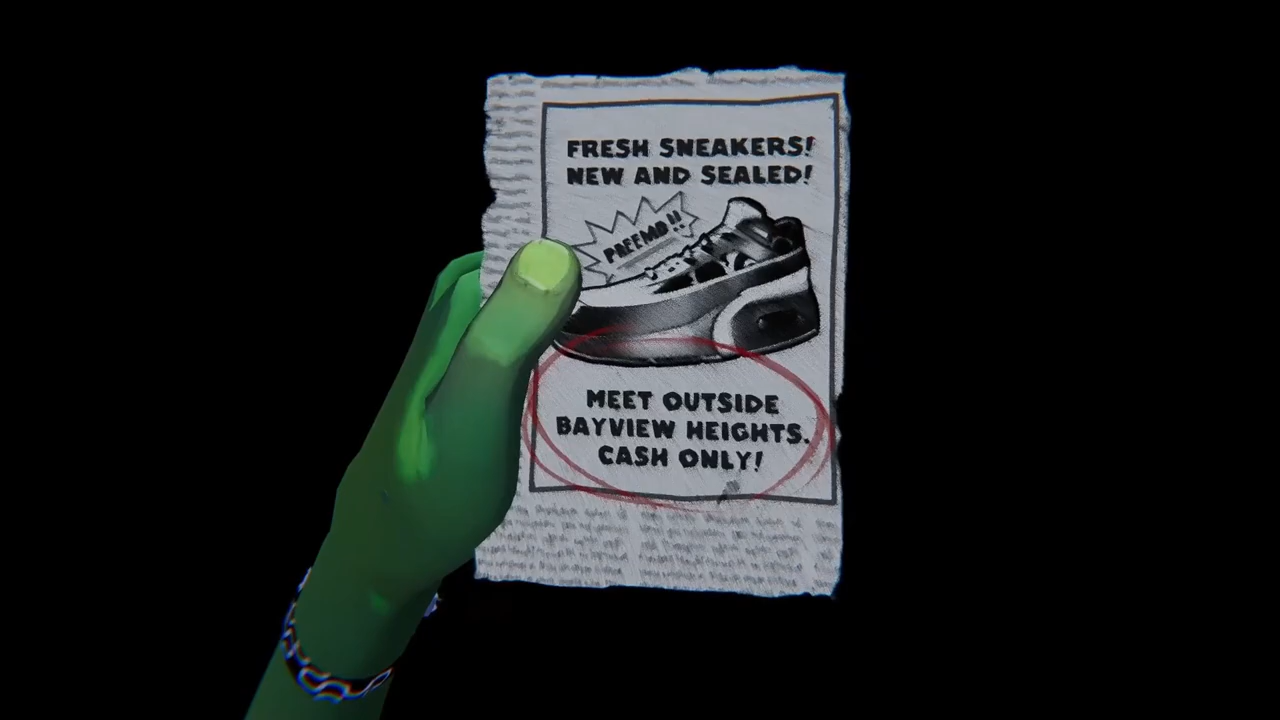 FRESH SNEAKERS!
NEW AND SEALED!
MEET OUTSIDE
BAYVIEW HEIGHTS.
CASH ONLY!